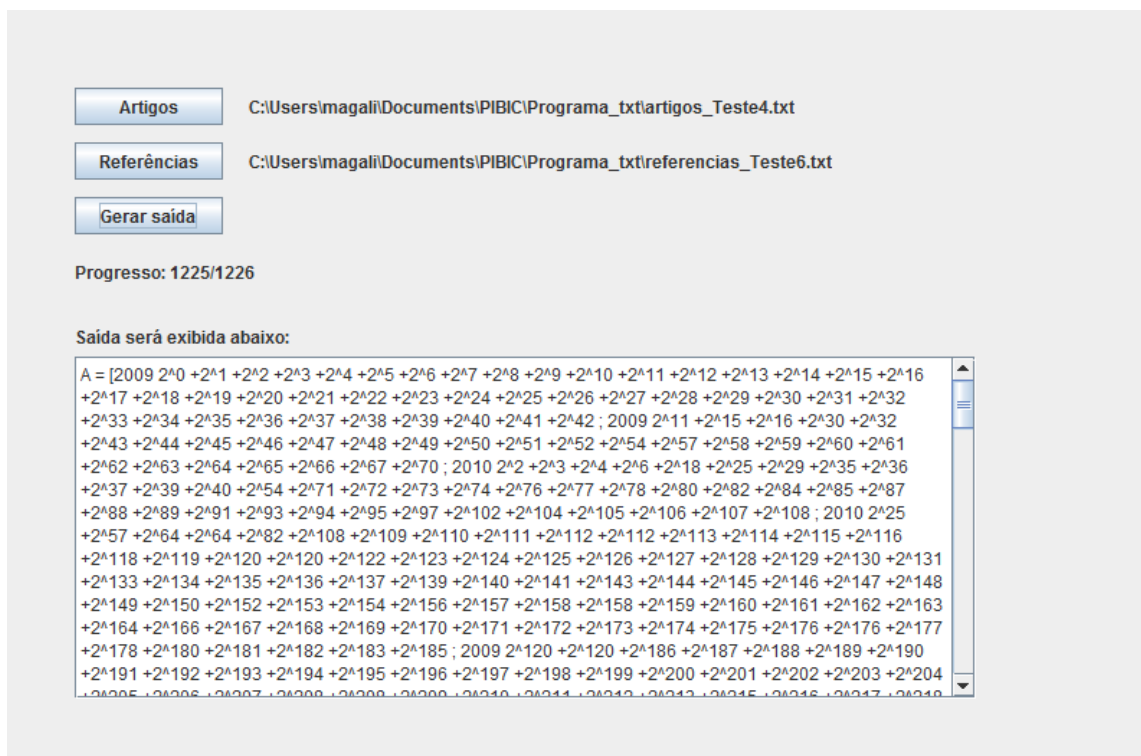 Artigos C:\Users\magali\Documents\PIBIC\Programa_txt\artigos_Teste4.txt
Referências C:\Users\magali\Documents\PIBIC\Programa_txt\referencias_Teste6.txt
Gerar saída
Progresso: 1225/1226
Saída será exibida abaixo:
A = [2009 2^0 +2^1 +2^2 +2^3 +2^4 +2^5 +2^6 +2^7 +2^8 +2^9 +2^10 +2^11 +2^12 +2^13 +2^14 +2^15 +2^16
+2^17 +2^18 +2^19 +2^20 +2^21 +2^22 +2^23 +2^24 +2^25 +2^26 +2^27 +2^28 +2^29 +2^30 +2^31 +2^32
+2^33 +2^34 +2^35 +2^36 +2^37 +2^38 +2^39 +2^40 +2^41 +2^42 ; 2009 2^11 +2^15 +2^16 +2^30 +2^32
+2^43 +2^44 +2^45 +2^46 +2^47 +2^48 +2^49 +2^50 +2^51 +2^52 +2^54 +2^57 +2^58 +2^59 +2^60 +2^61
+2^62 +2^63 +2^64 +2^65 +2^66 +2^67 +2^70 ; 2010 2^2 +2^3 +2^4 +2^6 +2^18 +2^25 +2^29 +2^35 +2^36
+2^37 +2^39 +2^40 +2^54 +2^71 +2^72 +2^73 +2^74 +2^76 +2^77 +2^78 +2^80 +2^82 +2^84 +2^85 +2^87
+2^88 +2^89 +2^91 +2^93 +2^94 +2^95 +2^97 +2^102 +2^104 +2^105 +2^106 +2^107 +2^108 ; 2010 2^25
+2^57 +2^64 +2^64 +2^82 +2^108 +2^109 +2^110 +2^111 +2^112 +2^112 +2^113 +2^114 +2^115 +2^116
+2^118 +2^119 +2^120 +2^120 +2^122 +2^123 +2^124 +2^125 +2^126 +2^127 +2^128 +2^129 +2^130 +2^131
+2^133 +2^134 +2^135 +2^136 +2^137 +2^139 +2^140 +2^141 +2^143 +2^144 +2^145 +2^146 +2^147 +2^148
+2^149 +2^150 +2^152 +2^153 +2^154 +2^156 +2^157 +2^158 +2^158 +2^159 +2^160 +2^161 +2^162 +2^163
+2^164 +2^166 +2^167 +2^168 +2^169 +2^170 +2^171 +2^172 +2^173 +2^174 +2^175 +2^176 +2^176 +2^177
+2^178 +2^180 +2^181 +2^182 +2^183 +2^185 ; 2009 2^120 +2^120 +2^186 +2^187 +2^188 +2^189 +2^190
+2^191 +2^192 +2^193 +2^194 +2^195 +2^196 +2^197 +2^198 +2^199 +2^200 +2^201 +2^202 +2^203 +2^204